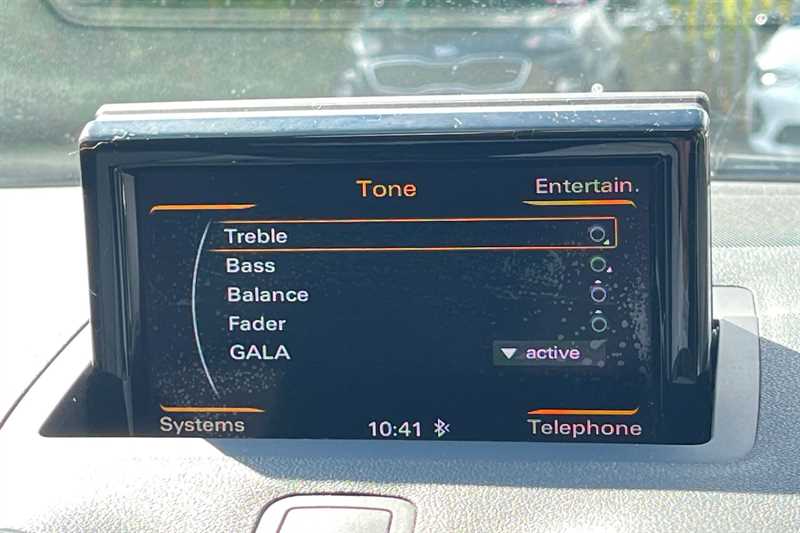 Tone
Entertain.
Treble
Bass
Balance
Fader
GALA
active
Systems
10:41
Telephone